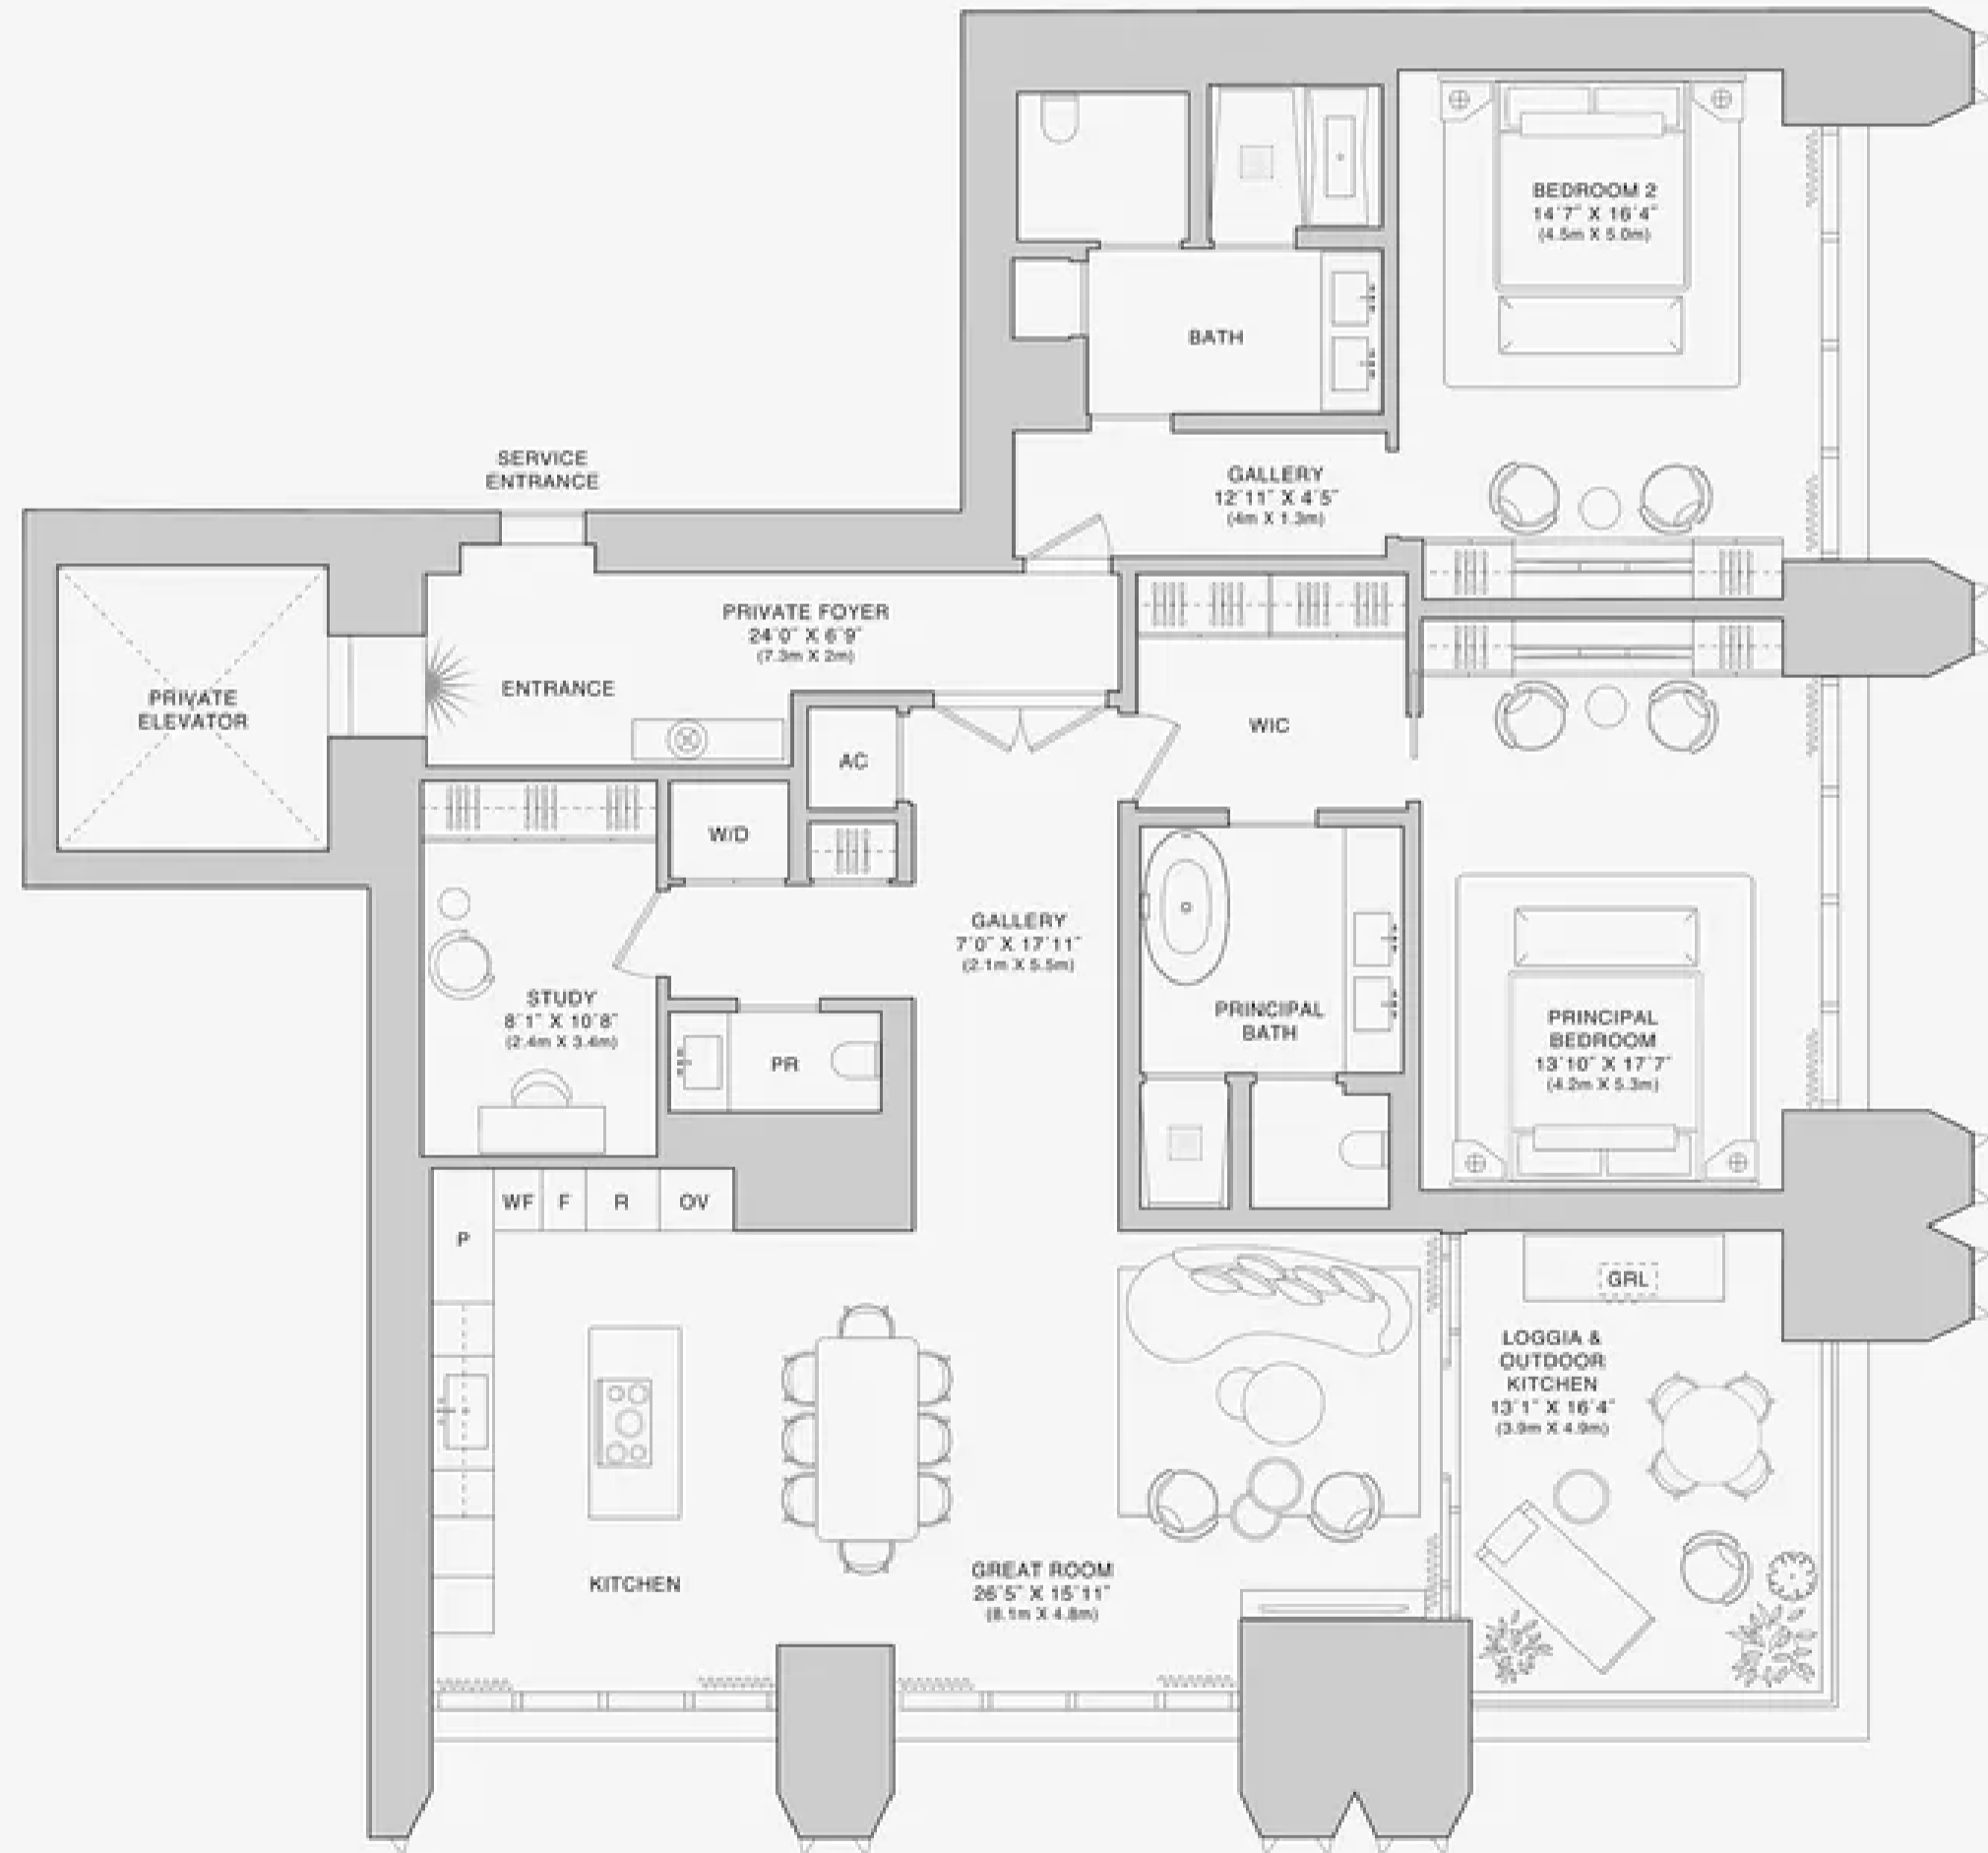 BEDROOM 2
14'7" X 16'4"
(4.5m X 5.0m)
BATH
SERVICE
ENTRANCE
GALLERY
12'11" X 4'5"
(4m X 1.3m)
PRIVATE FOYER
24'0" X 6'9"
(7.3m X 2m)
ENTRANCE
PRIVATE
ELEVATOR
WIC
AC
W/D
GALLERY
7'0" X 17'11"
(2.1m X 5.5m)
STUDY
8'1" X 10'8"
(2.4m X 3.4m)
PR
PRINCIPAL
BATH
PRINCIPAL
BEDROOM
13'10" X 17'7"
(4.2m X 5.3m)
WF
F
R
OV
P
GRL
LOGGIA &
OUTDOOR
KITCHEN
13'1" X 16'4"
(3.9m X 4.9m)
KITCHEN
GREAT ROOM
26'5" X 15'11"
(8.1m X 4.8m)